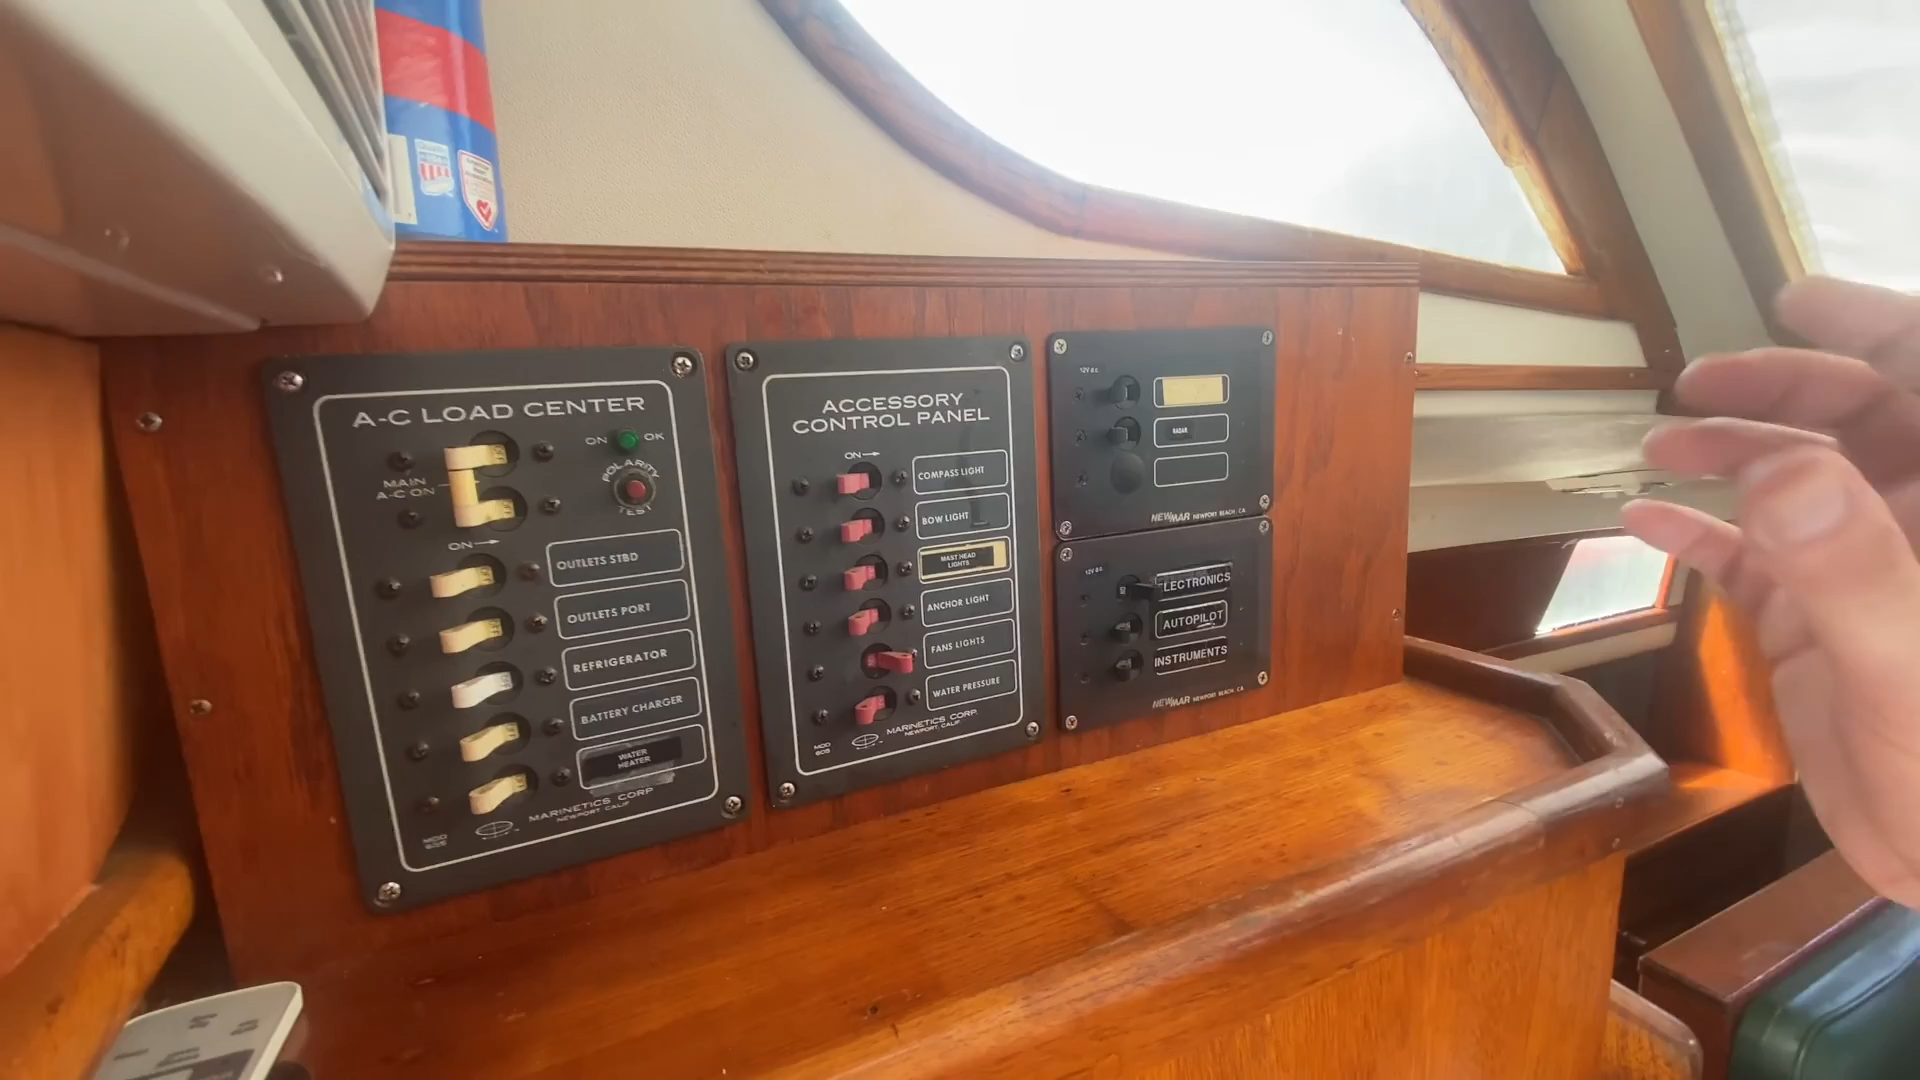 A-C LOAD CENTER
ON OK
MAIN
A-C ON
POLARITY
TEST
ON
OUTLETS STBD
OUTLETS PORT
REFRIGERATOR
BATTERY CHARGER
WATER
HEATER
MARINETICS CORP
NEWPORT, CALIF
MOD
ACCESSORY
CONTROL PANEL
ON
COMPASS LIGHT
BOW LIGHT
MAST HEAD
LIGHTS
ANCHOR LIGHT
FANS LIGHTS
WATER PRESSURE
MOD
MARINETICS CORP.
NEWPORT, CALIF.
12V d.c.
RADAR
NEWMAR NEWPORT BEACH, CA
12V d.c.
LECTRONICS
AUTOPILOT
INSTRUMENTS
NEWMAR NEWPORT BEACH, CA